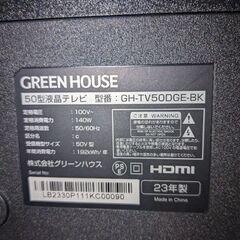 GREEN HOUSE
50型液晶テレビ 型番：GH-TV50DGE-BK
定格電圧：100V~
定格消費電力：140W
定格周波数：50/60Hz
区分名：c
受信機型サイズ：50V型
年間消費電力量：192kWh/年
株式会社グリーンハウス
HDMI
23年製
Made in China
LB2330P111KC00090